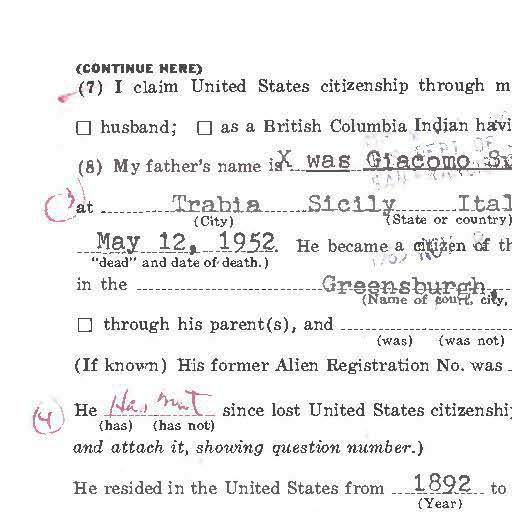 (CONTINUE HERE)
(7) I claim United States citizenship through m
☐ husband; ☐ as a British Columbia Indian havi
(8) My father's name is X was Giacomo
3
at Trabia Sicily Ital
(City) (State or country)
May 12, 1952 He became a citizen of th
"dead" and date of death.)
in the Greensburgh,
(Name of court, city,
☐ through his parent(s), and
(was) (was not)
(If known) His former Alien Registration No. was
(4) He Has not since lost United States citizenship
(has) (has not)
and attach it, showing question number.)
He resided in the United States from 1892 to
(Year)